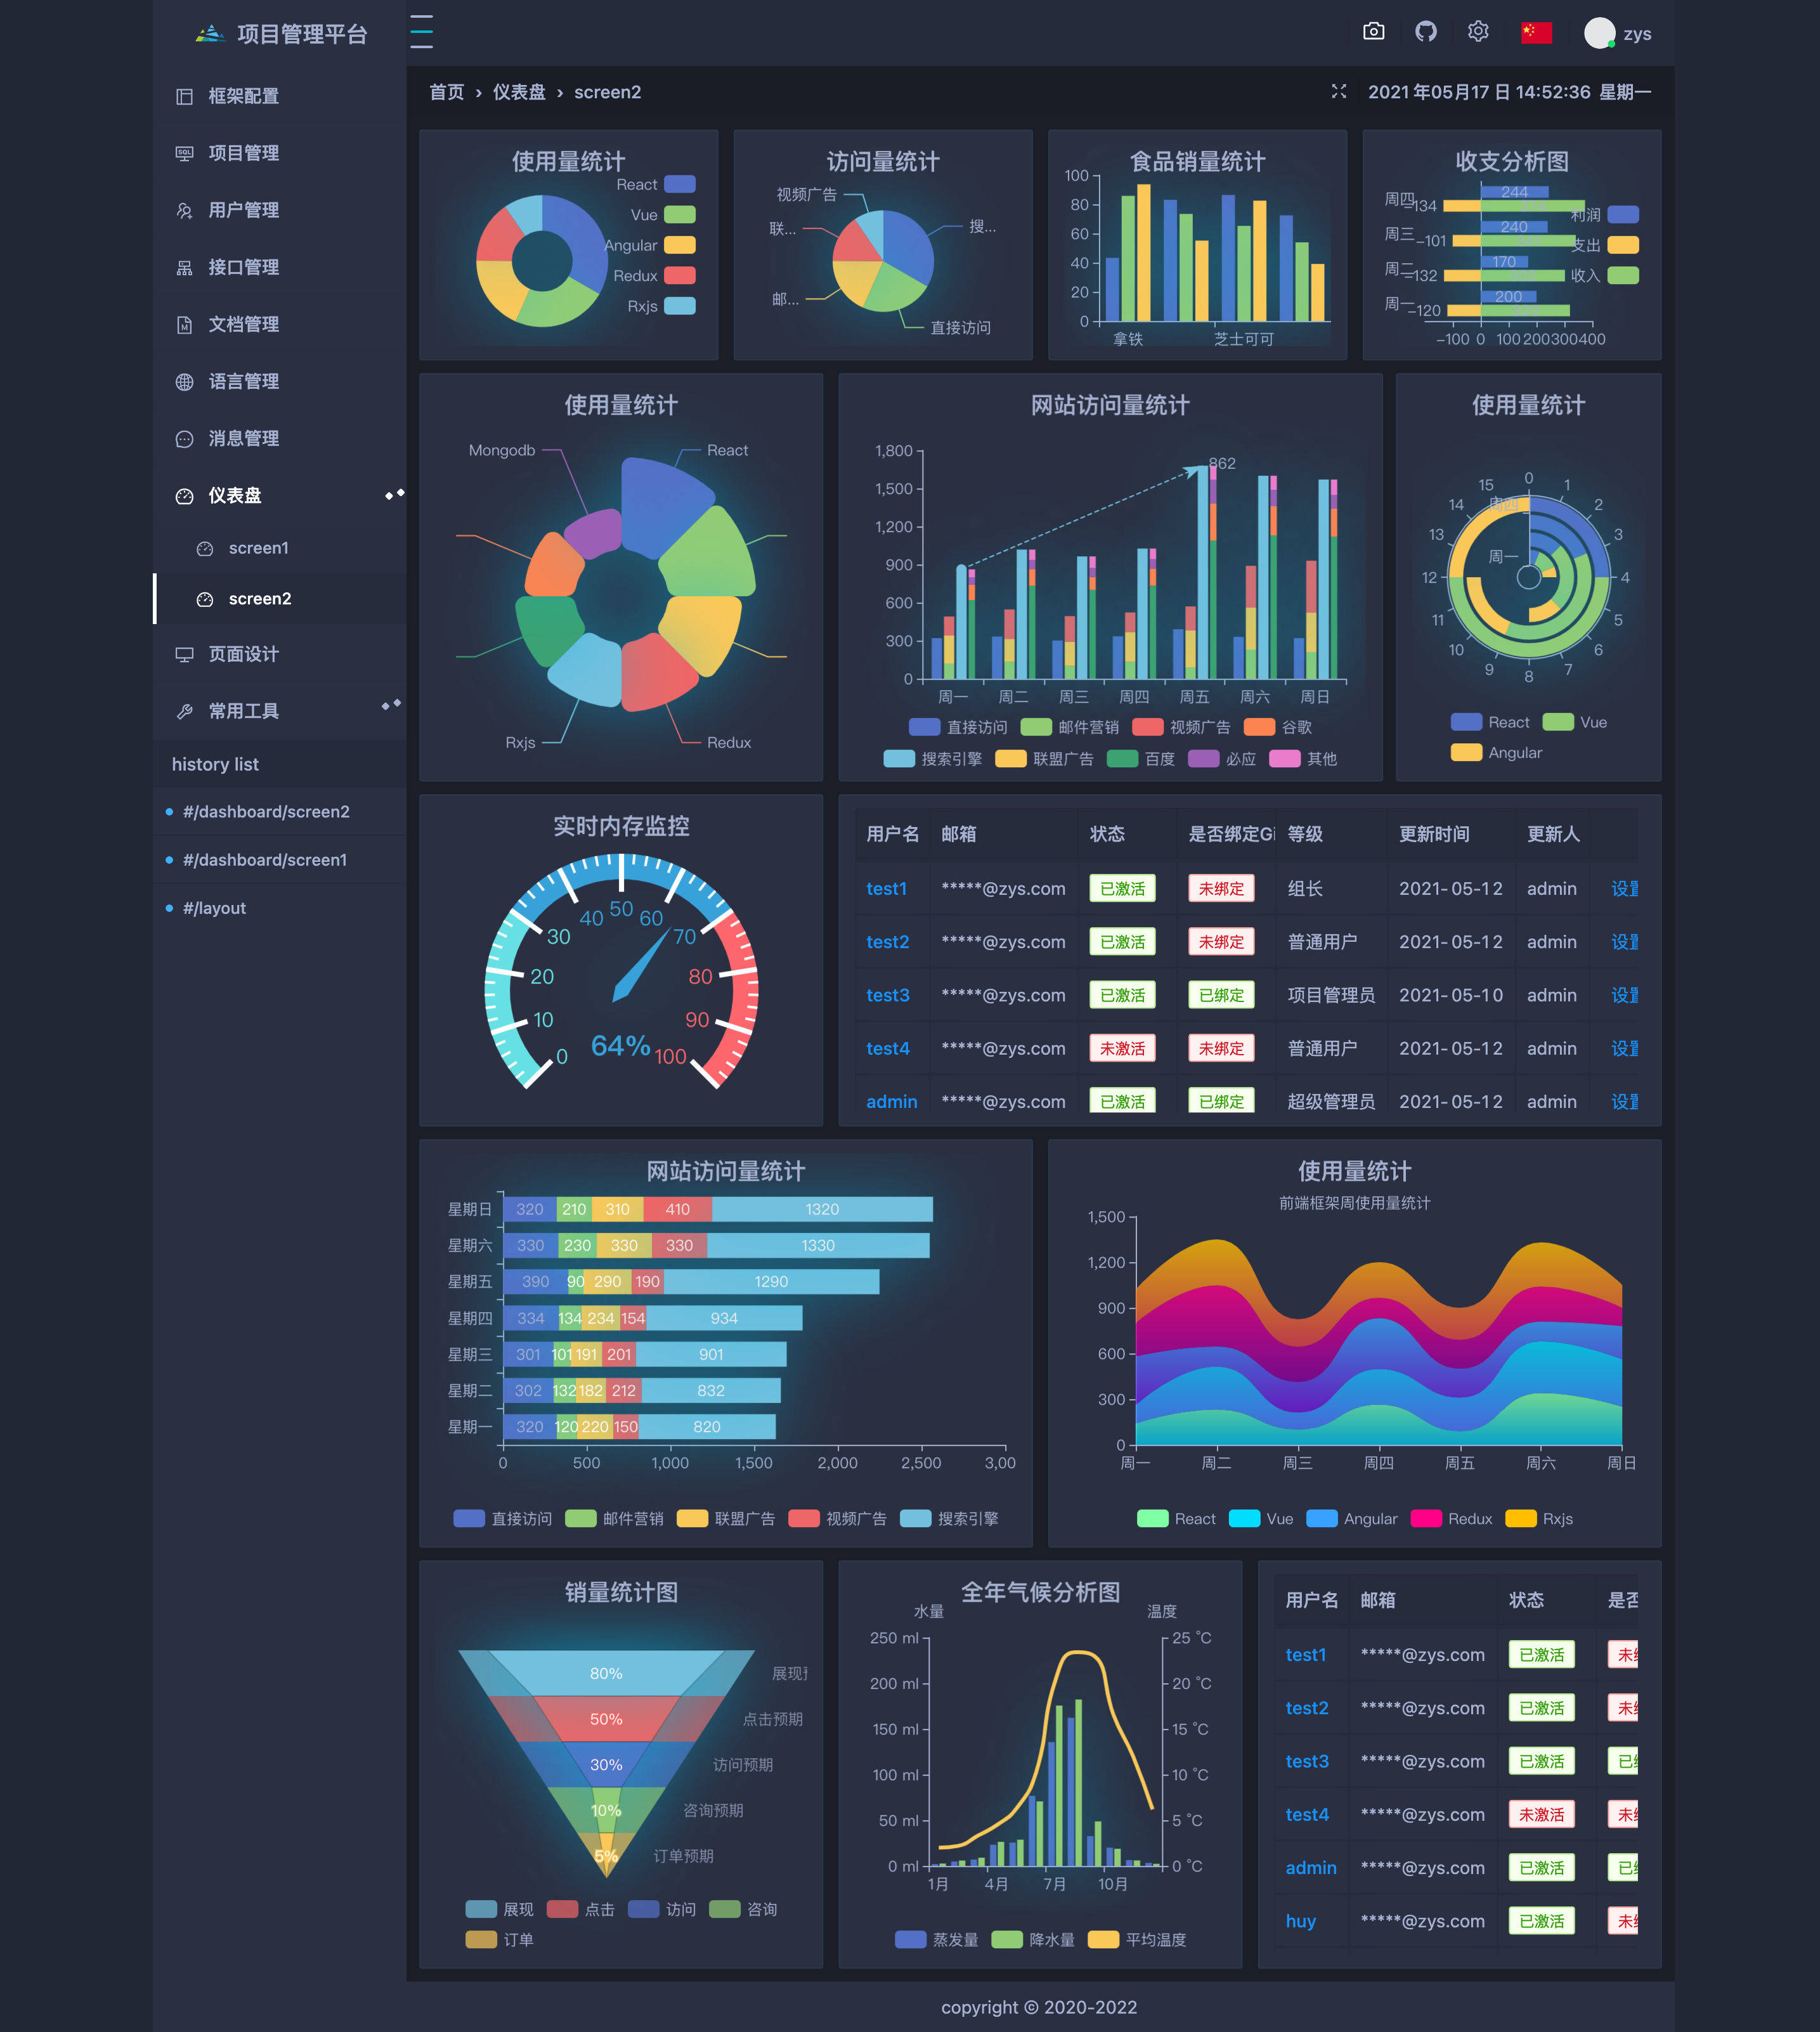 项目管理平台
zys
框架配置
项目管理
用户管理
接口管理
文档管理
语言管理
消息管理
仪表盘
screen1
screen2
页面设计
常用工具
history list
#/dashboard/screen2
#/dashboard/screen1
#/layout
首页 › 仪表盘 › screen2
2021年05月17日 14:52:36 星期一
使用量统计
React
Vue
Angular
Redux
Rxjs
访问量统计
视频广告
联...
搜...
邮...
直接访问
食品销量统计
100
80
60
40
20
0
拿铁 芝士可可
收支分析图
周四 -134 244
周三 -101 240
周二 -132 170
周一 -120 200
利润
支出
收入
-100 0 100 200 300 400
使用量统计
Mongodb React
Rxjs Redux
网站访问量统计
1,800
1,500
1,200
900
600
300
0
862
周一 周二 周三 周四 周五 周六 周日
直接访问 邮件营销 视频广告 谷歌
搜索引擎 联盟广告 百度 必应 其他
使用量统计
0 1 2 3 4 5 6 7 8 9 10 11 12 13 14 15
周四
周一
React Vue
Angular
实时内存监控
0 10 20 30 40 50 60 70 80 90 100
64%
用户名 邮箱 状态 是否绑定Gi 等级 更新时间 更新人
test1 *****@zys.com 已激活 未绑定 组长 2021-05-12 admin 设置
test2 *****@zys.com 已激活 未绑定 普通用户 2021-05-12 admin 设置
test3 *****@zys.com 已激活 已绑定 项目管理员 2021-05-10 admin 设置
test4 *****@zys.com 未激活 未绑定 普通用户 2021-05-12 admin 设置
admin *****@zys.com 已激活 已绑定 超级管理员 2021-05-12 admin 设置
网站访问量统计
星期日 320 210 310 410 1320
星期六 330 230 330 330 1330
星期五 390 90 290 190 1290
星期四 334 134 234 154 934
星期三 301 101 191 201 901
星期二 302 132 182 212 832
星期一 320 120 220 150 820
0 500 1,000 1,500 2,000 2,500 3,00
直接访问 邮件营销 联盟广告 视频广告 搜索引擎
使用量统计
前端框架周使用量统计
1,500
1,200
900
600
300
0
周一 周二 周三 周四 周五 周六 周日
React Vue Angular Redux Rxjs
销量统计图
80% 展现
50% 点击预期
30% 访问预期
10% 咨询预期
5% 订单预期
展现 点击 访问 咨询
订单
全年气候分析图
水量 温度
250 ml 25 °C
200 ml 20 °C
150 ml 15 °C
100 ml 10 °C
50 ml 5 °C
0 ml 0 °C
1月 4月 7月 10月
蒸发量 降水量 平均温度
用户名 邮箱 状态 是否
test1 *****@zys.com 已激活 未
test2 *****@zys.com 已激活 未
test3 *****@zys.com 已激活 已
test4 *****@zys.com 未激活 未
admin *****@zys.com 已激活 已
huy *****@zys.com 已激活 未
copyright © 2020-2022